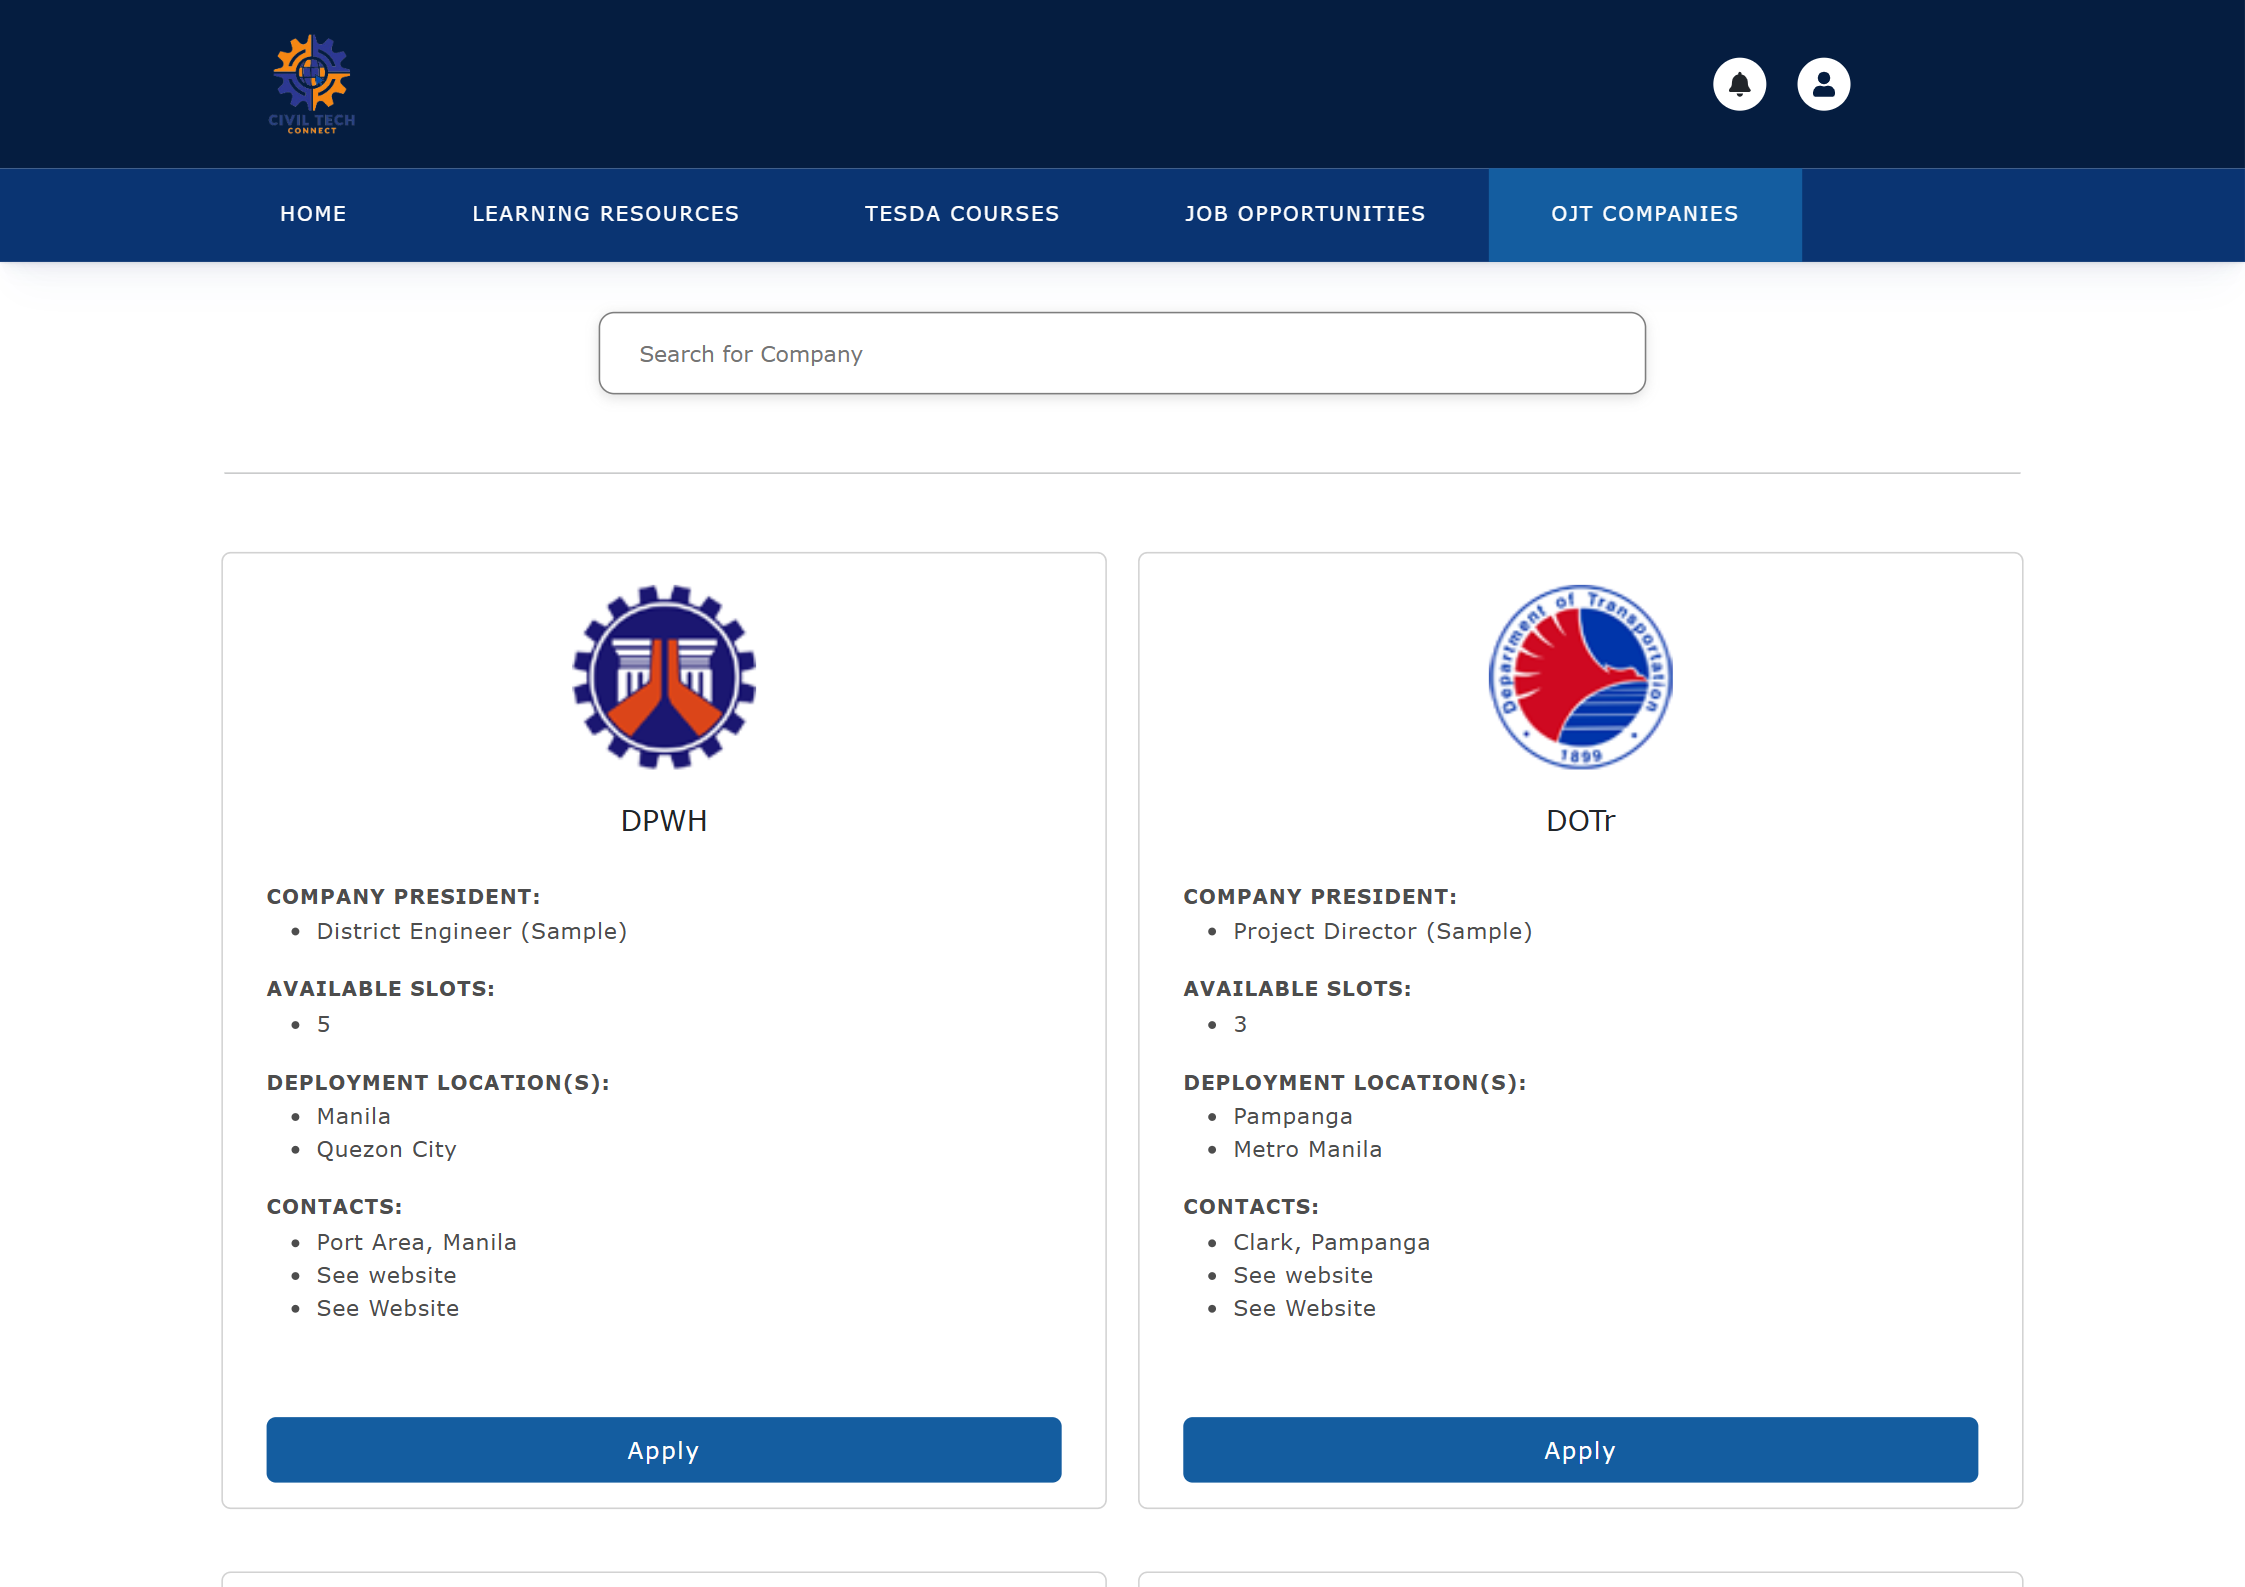 CIVIL TECH
CONNECT
HOME LEARNING RESOURCES TESDA COURSES JOB OPPORTUNITIES OJT COMPANIES
Search for Company
Department of Transportation
1899
DPWH
COMPANY PRESIDENT:
District Engineer (Sample)
AVAILABLE SLOTS:
5
DEPLOYMENT LOCATION(S):
Manila
Quezon City
CONTACTS:
Port Area, Manila
See website
See Website
Apply
DOTr
COMPANY PRESIDENT:
Project Director (Sample)
AVAILABLE SLOTS:
3
DEPLOYMENT LOCATION(S):
Pampanga
Metro Manila
CONTACTS:
Clark, Pampanga
See website
See Website
Apply